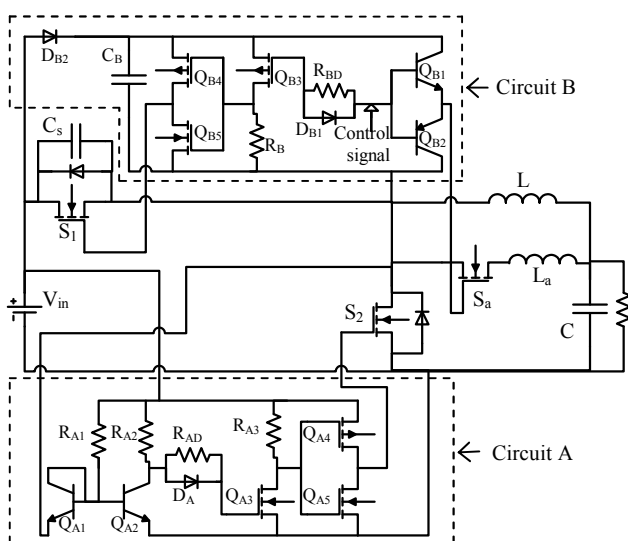 D_B2
C_B
Q_B4
Q_B3
R_BD
Q_B1
Circuit B
Q_B5
R_B
D_B1
Control
signal
Q_B2
C_s
S_1
L
L_a
S_a
V_in
S_2
C
R_A1
R_A2
R_AD
R_A3
Q_A4
Circuit A
D_A
Q_A3
Q_A5
Q_A1
Q_A2